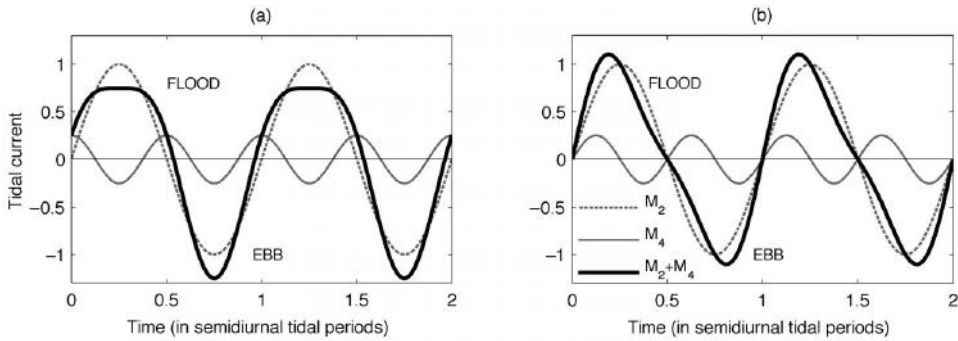 (a)
(b)
1
0.5
0
−0.5
−1
Tidal current
FLOOD
EBB
0
0.5
1
1.5
2
Time (in semidiurnal tidal periods)
1
0.5
0
−0.5
−1
FLOOD
M2
M4
M2+M4
EBB
0
0.5
1
1.5
2
Time (in semidiurnal tidal periods)